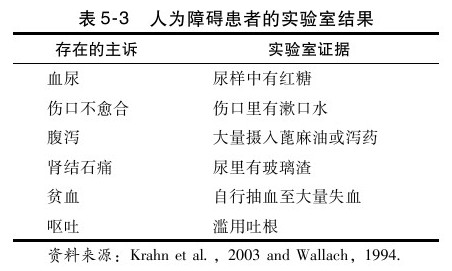 表 5-3 人为障碍患者的实验室结果
存在的主诉 实验室证据
血尿 尿样中有红糖
伤口不愈合 伤口里有漱口水
腹泻 大量摄入蓖麻油或泻药
肾结石痛 尿里有玻璃渣
贫血 自行抽血至大量失血
呕吐 滥用吐根
资料来源：Krahn et al. , 2003 and Wallach, 1994.